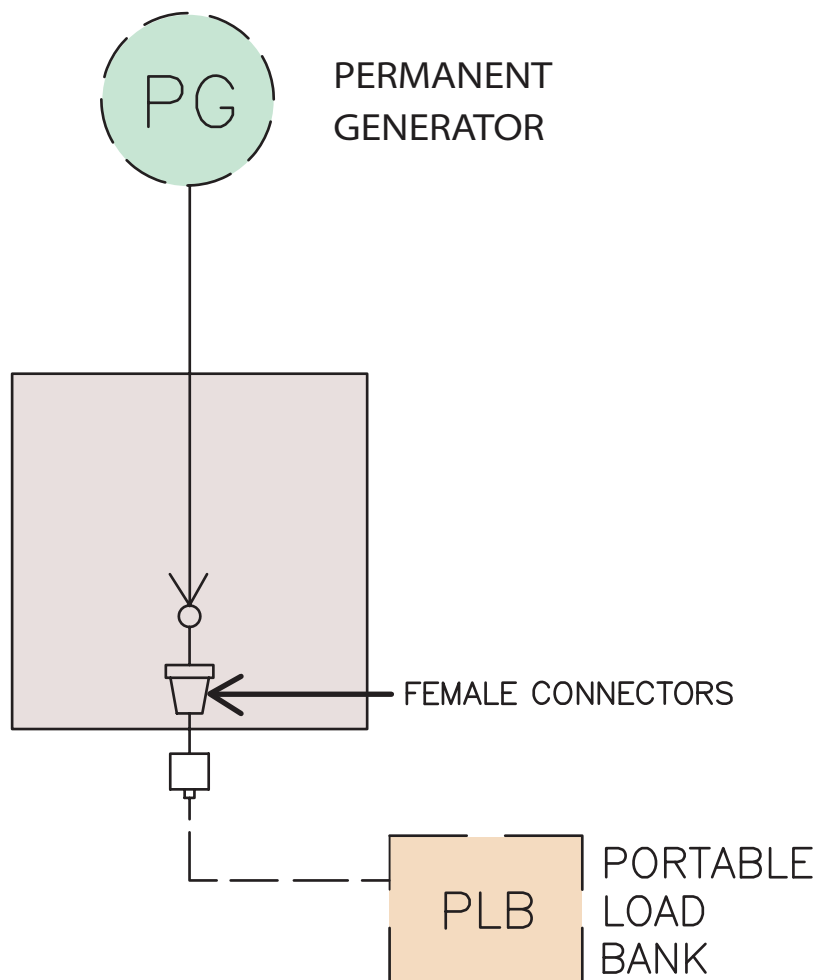 PG
PERMANENT
GENERATOR
FEMALE CONNECTORS
PLB
PORTABLE
LOAD
BANK